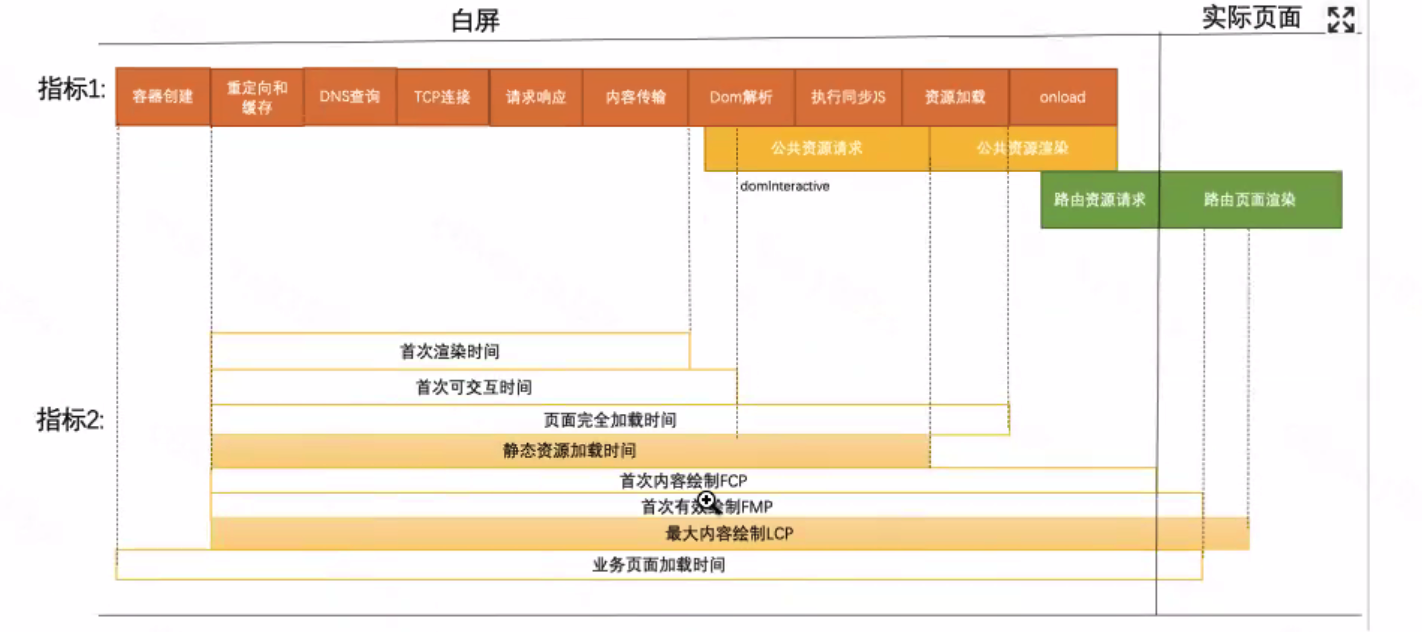 白屏
实际页面
指标1:
容器创建
重定向和
缓存
DNS查询
TCP连接
请求响应
内容传输
Dom解析
执行同步JS
资源加载
onload
公共资源请求
公共资源渲染
domInteractive
路由资源请求
路由页面渲染
首次渲染时间
首次可交互时间
指标2:
页面完全加载时间
静态资源加载时间
首次内容绘制FCP
首次有效绘制FMP
最大内容绘制LCP
业务页面加载时间